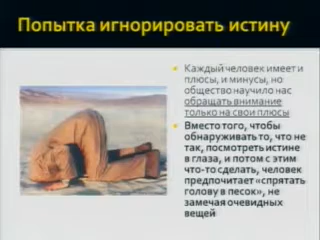 Попытка игнорировать истину
Каждый человек имеет и
плюсы, и минусы, но
общество научило нас
обращать внимание
только на свои плюсы
Вместо того, чтобы
обнаруживать то, что не
так, посмотреть истине
в глаза, и потом с этим
что-то сделать, человек
предпочитает «спрятать
голову в песок», не
замечая очевидных
вещей